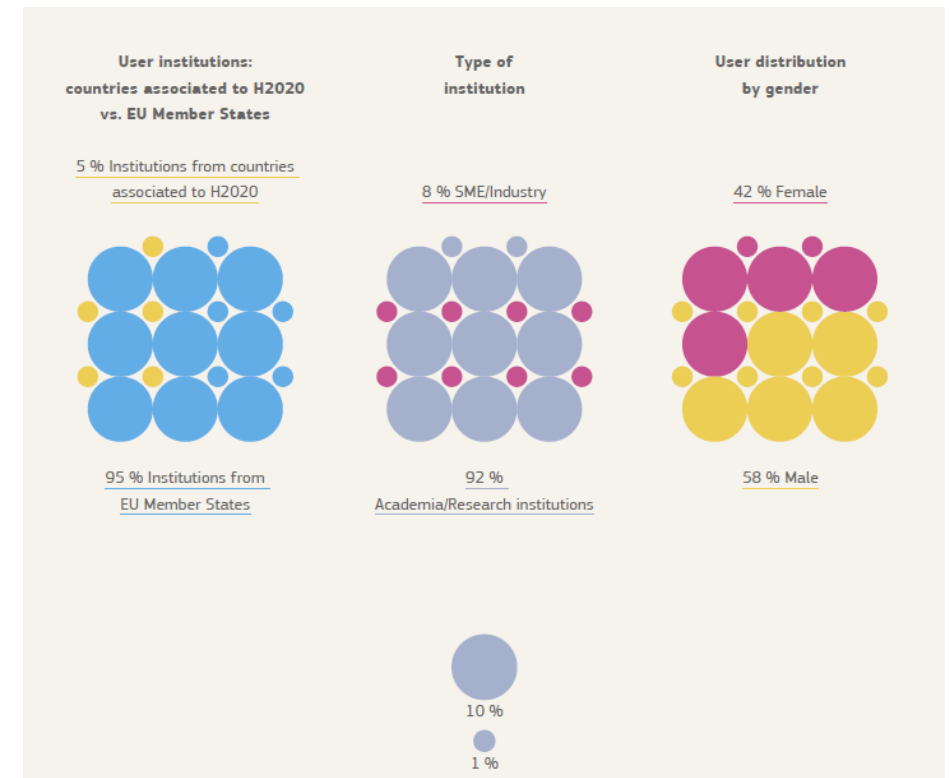 User institutions:
countries associated to H2020
vs. EU Member States
5 % Institutions from countries
associated to H2020
95 % Institutions from
EU Member States
Type of
institution
8 % SME/Industry
92 %
Academia/Research institutions
User distribution
by gender
42 % Female
58 % Male
10 %
1 %